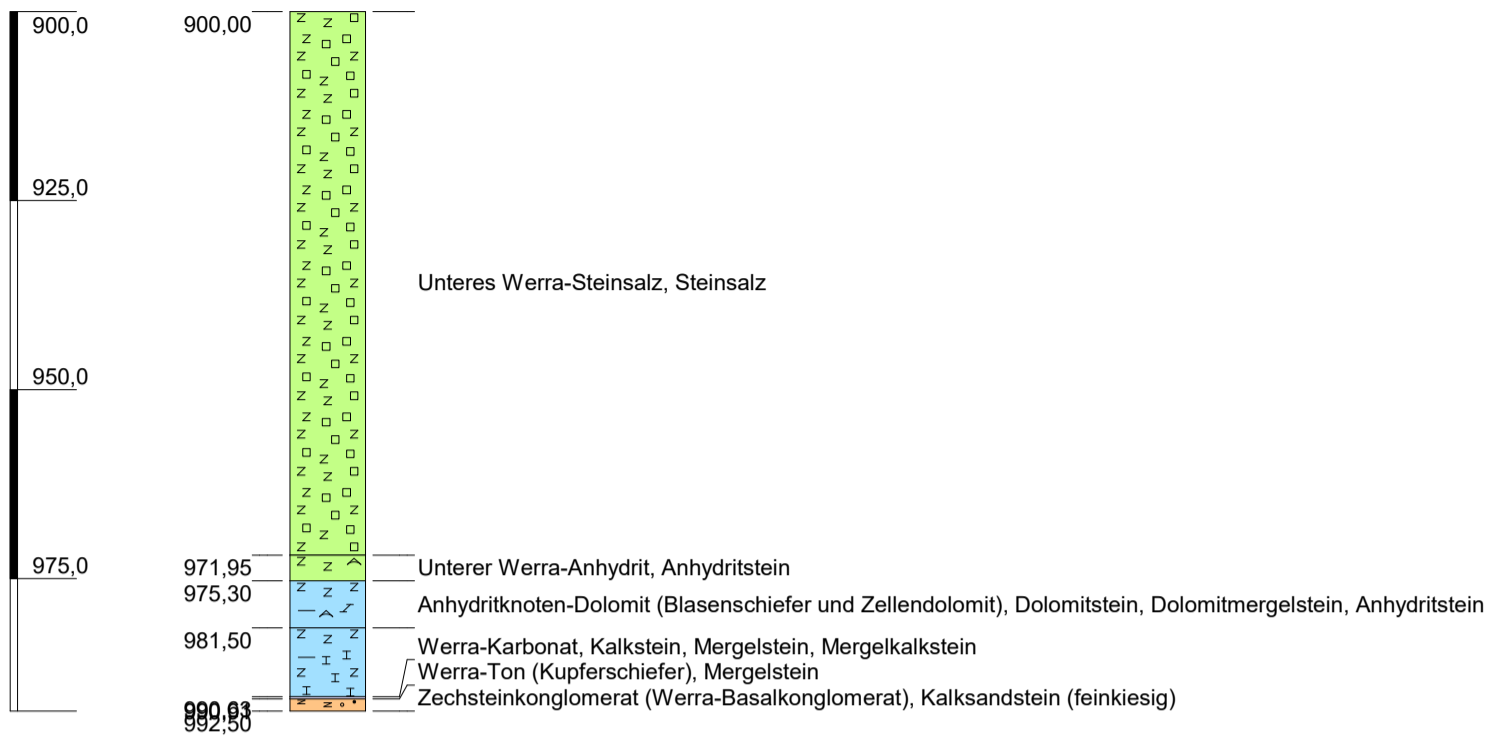 900,0
900,00
925,0
Unteres Werra-Steinsalz, Steinsalz
950,0
975,0
971,95
Unterer Werra-Anhydrit, Anhydritstein
975,30
Anhydritknoten-Dolomit (Blasenschiefer und Zellendolomit), Dolomitstein, Dolomitmergelstein, Anhydritstein
981,50
Werra-Karbonat, Kalkstein, Mergelstein, Mergelkalkstein
Werra-Ton (Kupferschiefer), Mergelstein
Zechsteinkonglomerat (Werra-Basalkonglomerat), Kalksandstein (feinkiesig)
990,63
992,50